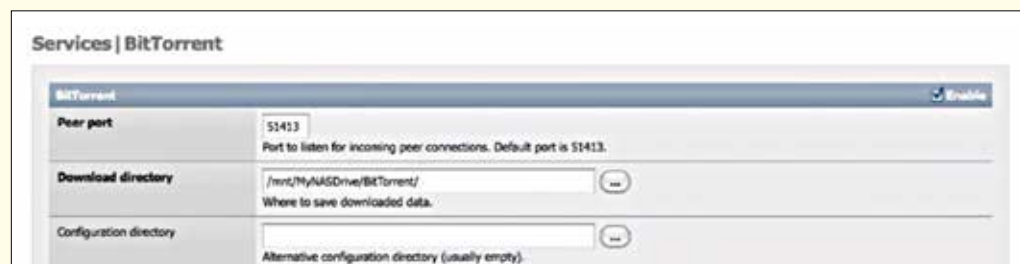 Services|BitTorrent
BitTorrent
Enable
Peer port
51413
Port to listen for incoming peer connections. Default port is 51413.
Download directory
/mnt/MyNASDrive/BitTorrent/
...
Where to save downloaded data.
Configuration directory
...
Alternative configuration directory (usually empty).